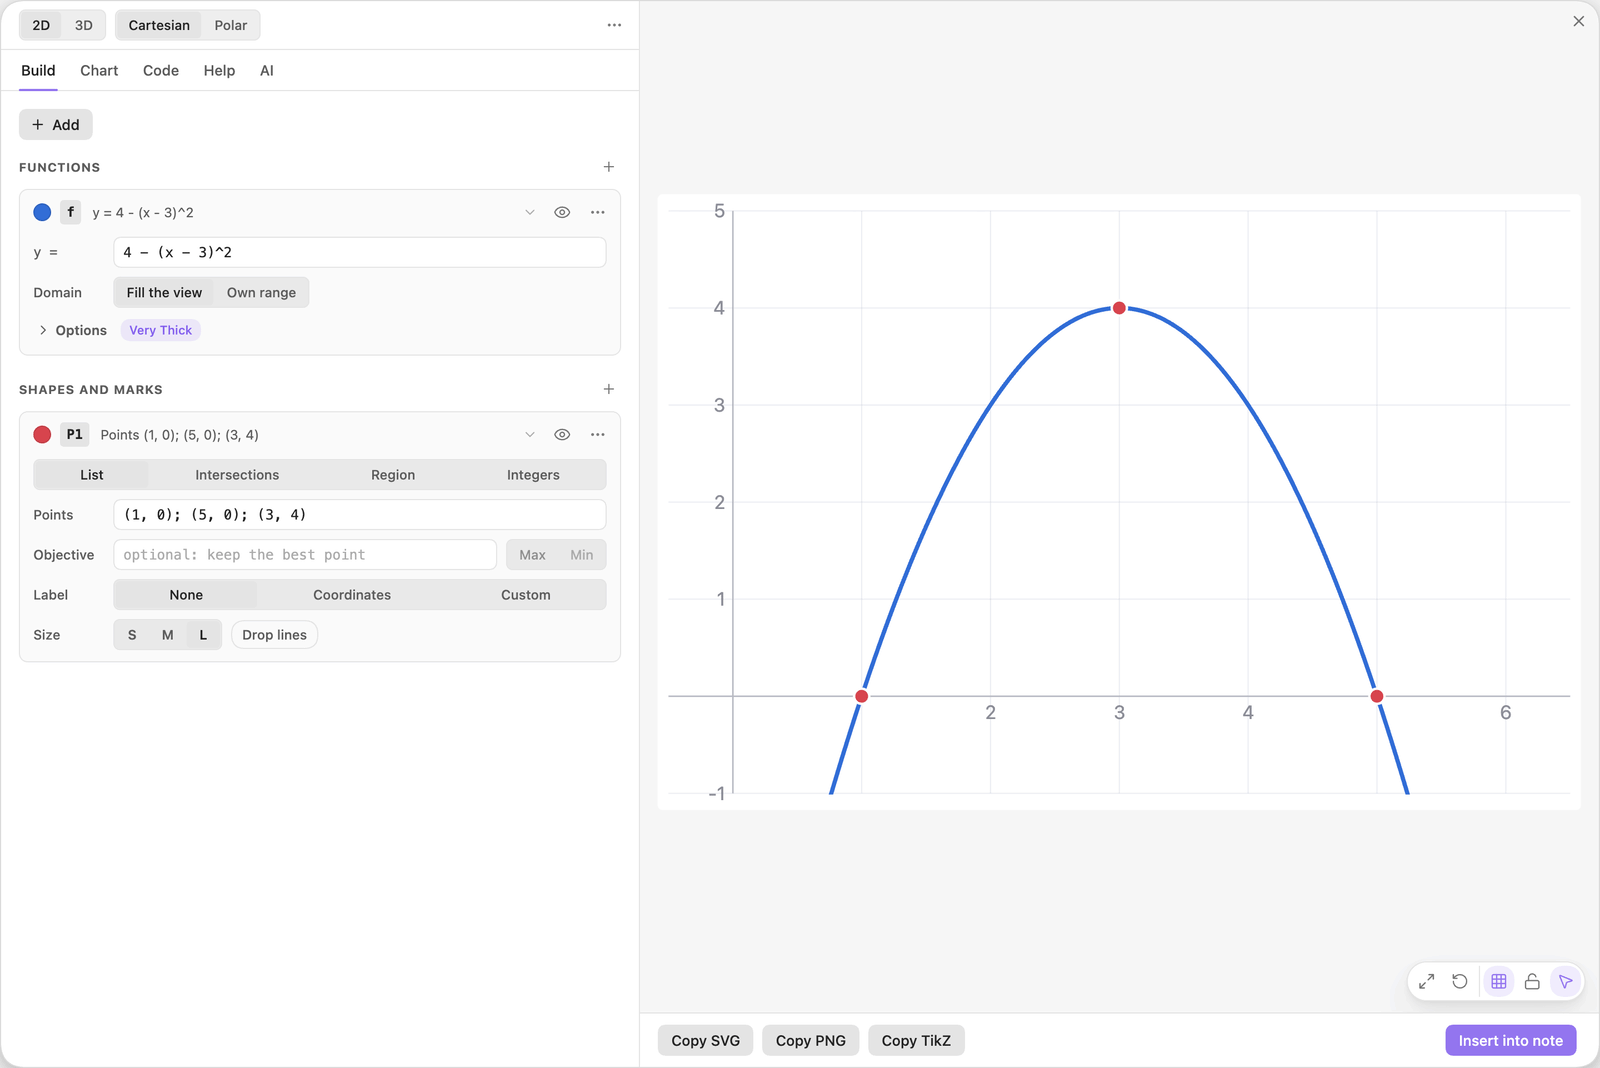 2D 3D Cartesian Polar
Build Chart Code Help AI
+ Add
FUNCTIONS
f y = 4 - (x - 3)^2
y = 4 - (x - 3)^2
Domain Fill the view Own range
Options Very Thick
SHAPES AND MARKS
P1 Points (1, 0); (5, 0); (3, 4)
List Intersections Region Integers
Points (1, 0); (5, 0); (3, 4)
Objective optional: keep the best point Max Min
Label None Coordinates Custom
Size S M L Drop lines
5
4
3
2
1
2 3 4 6
-1
Copy SVG Copy PNG Copy TikZ Insert into note